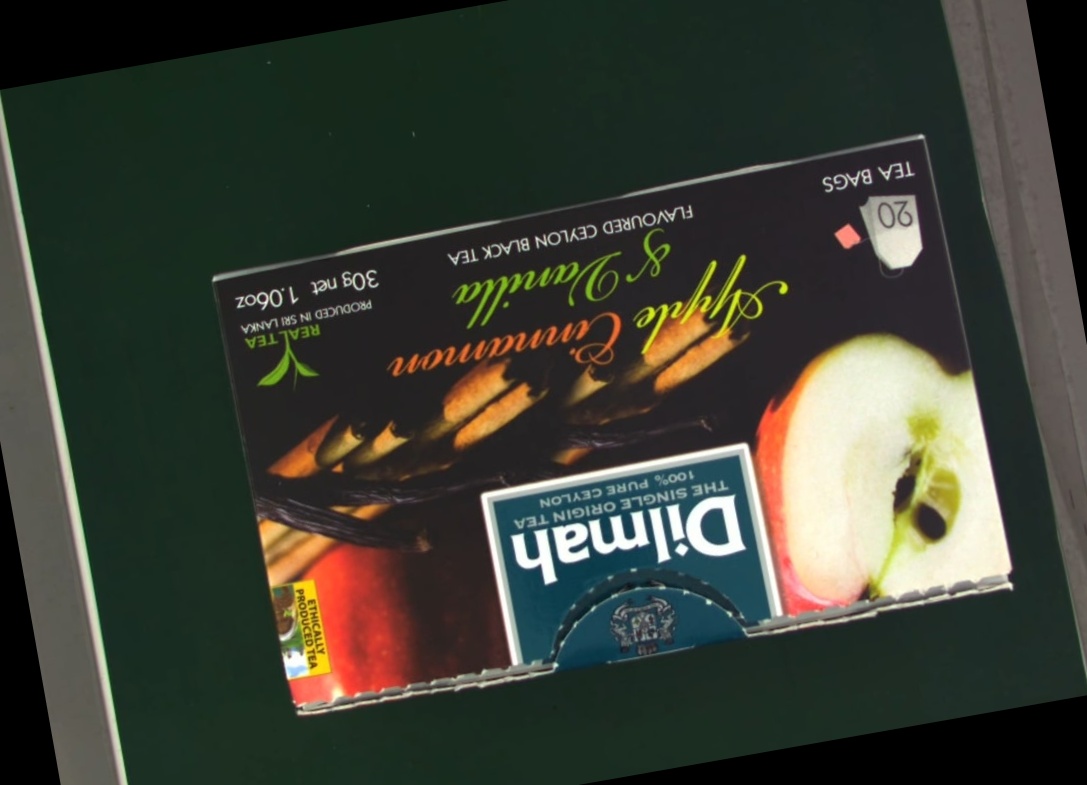 Dilmah
THE SINGLE ORIGIN TEA
100% PURE CEYLON
ETHICALLY
PRODUCED TEA
Apple Cinnamon
& Vanilla
FLAVOURED CEYLON BLACK TEA
20
TEA BAGS
REAL TEA
PRODUCED IN SRI LANKA
30g net 1.06oz